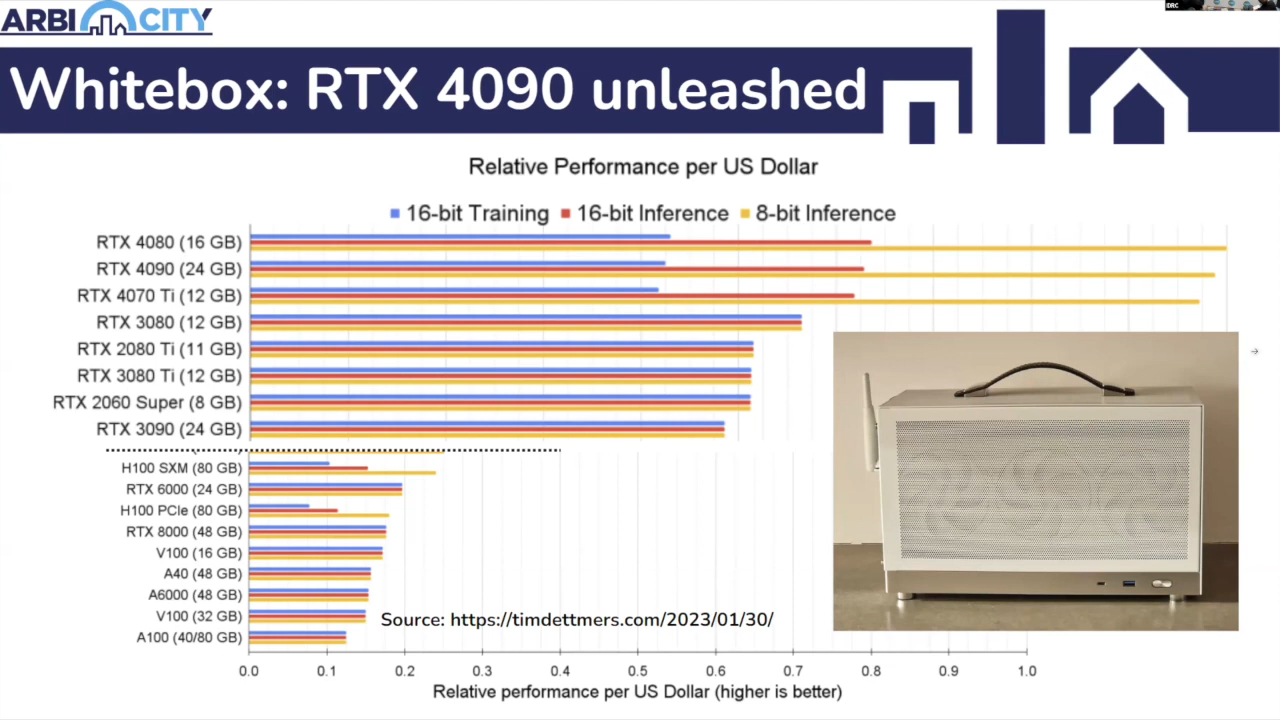 ARBI CITY
IDRC
Whitebox: RTX 4090 unleashed
Relative Performance per US Dollar
16-bit Training 16-bit Inference 8-bit Inference
RTX 4080 (16 GB)
RTX 4090 (24 GB)
RTX 4070 Ti (12 GB)
RTX 3080 (12 GB)
RTX 2080 Ti (11 GB)
RTX 3080 Ti (12 GB)
RTX 2060 Super (8 GB)
RTX 3090 (24 GB)
H100 SXM (80 GB)
RTX 6000 (24 GB)
H100 PCIe (80 GB)
RTX 8000 (48 GB)
V100 (16 GB)
A40 (48 GB)
A6000 (48 GB)
V100 (32 GB)
A100 (40/80 GB)
Source: https://timdettmers.com/2023/01/30/
0.0 0.1 0.2 0.3 0.4 0.5 0.6 0.7 0.8 0.9 1.0
Relative performance per US Dollar (higher is better)